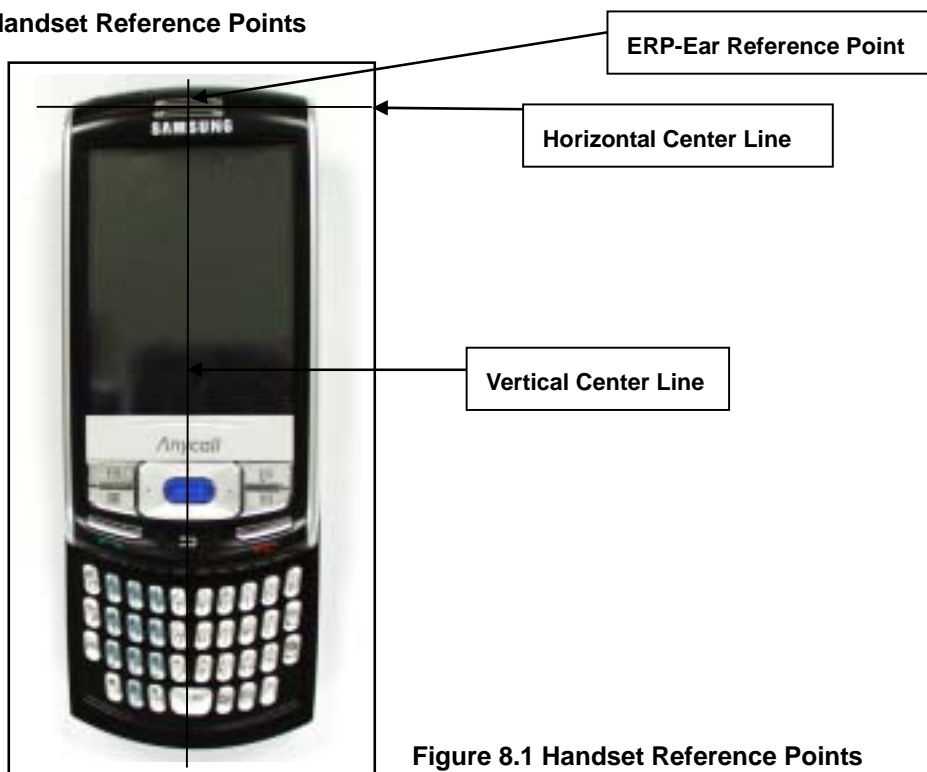 Handset Reference Points
ERP-Ear Reference Point
SAMSUNG
Horizontal Center Line
Vertical Center Line
Anycall
Figure 8.1 Handset Reference Points